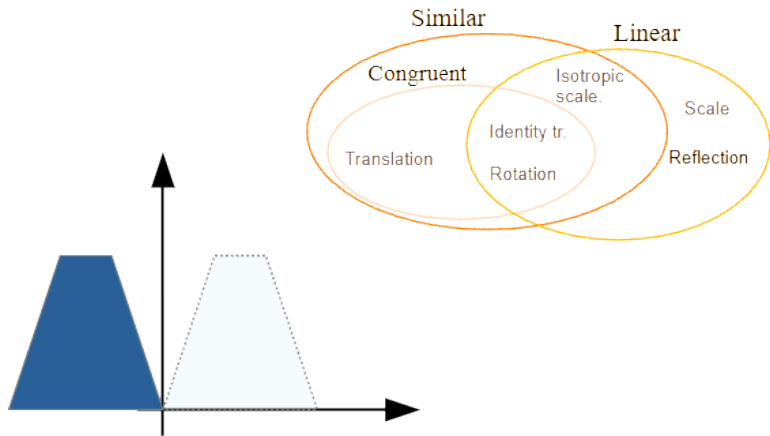 Similar
Linear
Congruent
Isotropic
scale.
Scale
Identity tr.
Translation
Reflection
Rotation